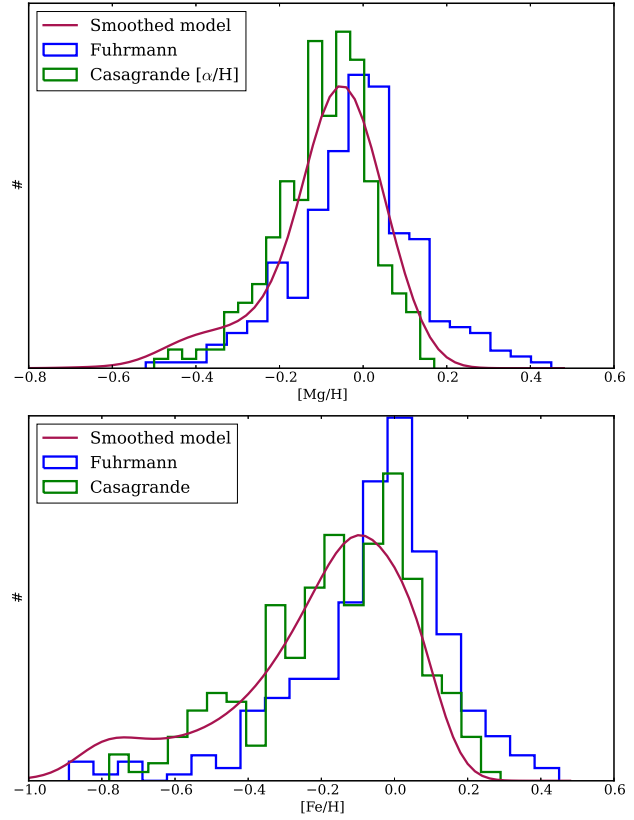 Smoothed model
Fuhrmann
Casagrande [α/H]
#
−0.8 −0.6 −0.4 −0.2 0.0 0.2 0.4 0.6
[Mg/H]
Smoothed model
Fuhrmann
Casagrande
#
−1.0 −0.8 −0.6 −0.4 −0.2 0.0 0.2 0.4 0.6
[Fe/H]